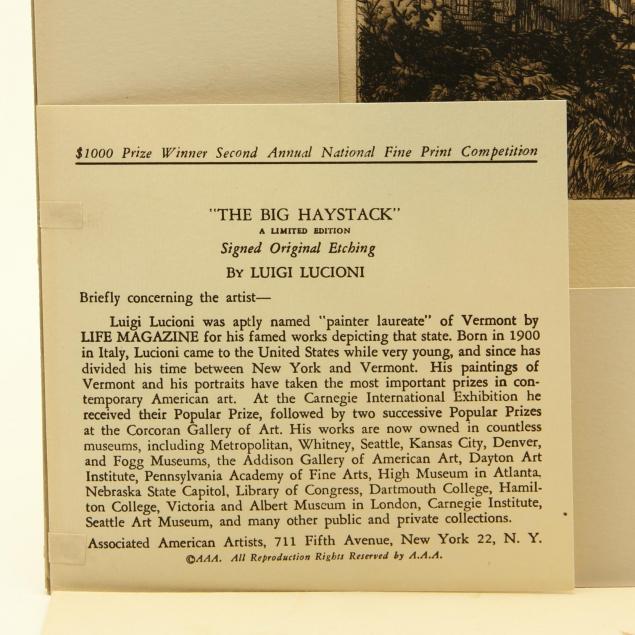 $1000 Prize Winner Second Annual National Fine Print Competition
"THE BIG HAYSTACK"
A LIMITED EDITION
Signed Original Etching
BY LUIGI LUCIONI
Briefly concerning the artist—
Luigi Lucioni was aptly named "painter laureate" of Vermont by
LIFE MAGAZINE for his famed works depicting that state. Born in 1900
in Italy, Lucioni came to the United States while very young, and since has
divided his time between New York and Vermont. His paintings of
Vermont and his portraits have taken the most important prizes in con-
temporary American art. At the Carnegie International Exhibition he
received their Popular Prize, followed by two successive Popular Prizes
at the Corcoran Gallery of Art. His works are now owned in countless
museums, including Metropolitan, Whitney, Seattle, Kansas City, Denver,
and Fogg Museums, the Addison Gallery of American Art, Dayton Art
Institute, Pennsylvania Academy of Fine Arts, High Museum in Atlanta,
Nebraska State Capitol, Library of Congress, Dartmouth College, Hamil-
ton College, Victoria and Albert Museum in London, Carnegie Institute,
Seattle Art Museum, and many other public and private collections.
Associated American Artists, 711 Fifth Avenue, New York 22, N. Y.
©AAA. All Reproduction Rights Reserved by A.A.A.